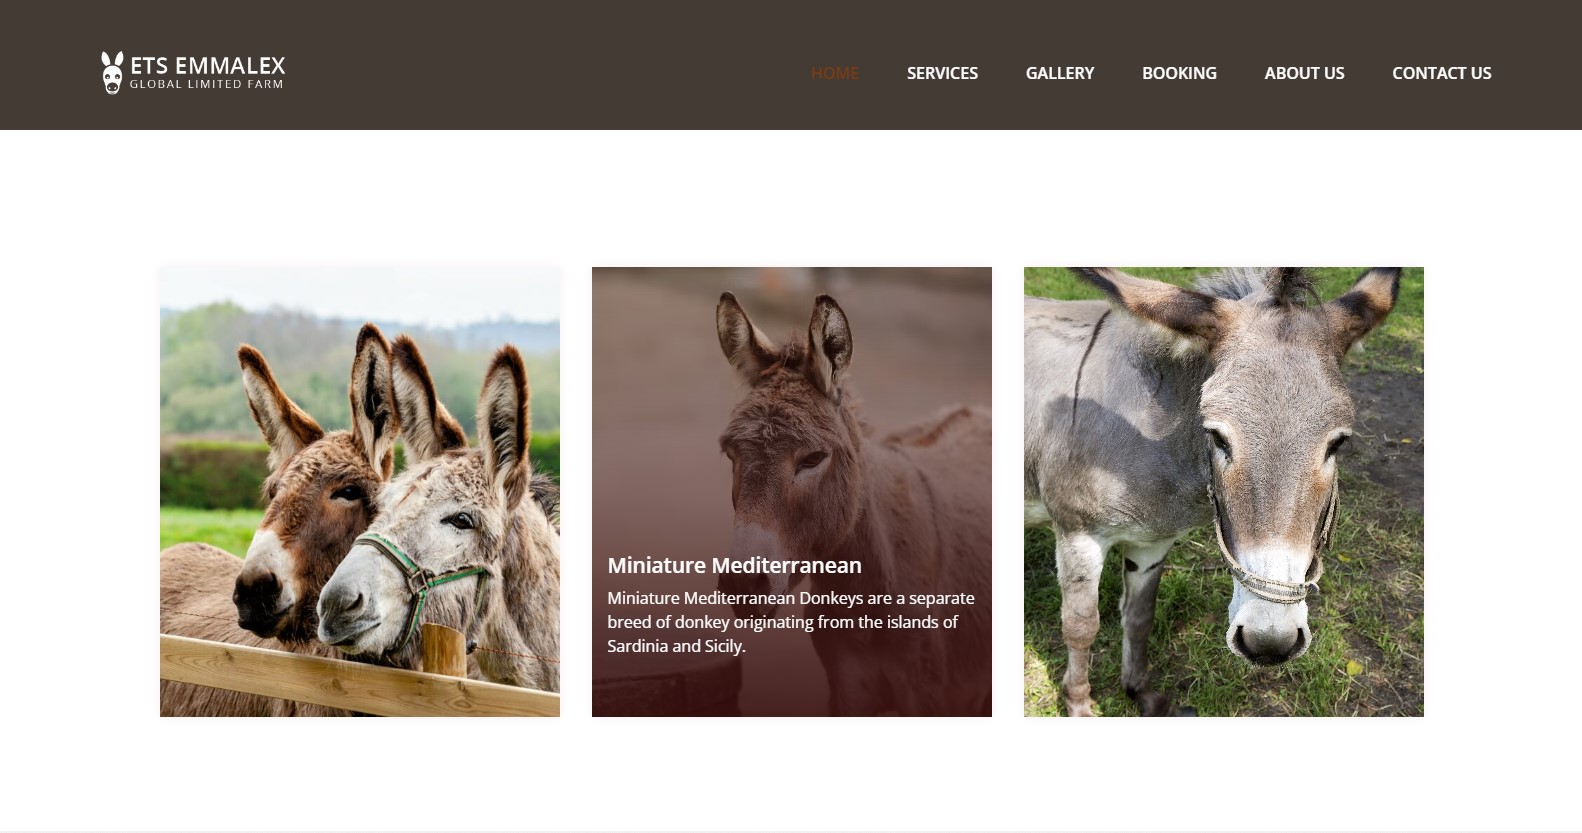 ETS EMMALEX
GLOBAL LIMITED FARM
HOME
SERVICES
GALLERY
BOOKING
ABOUT US
CONTACT US
Miniature Mediterranean
Miniature Mediterranean Donkeys are a separate
breed of donkey originating from the islands of
Sardinia and Sicily.